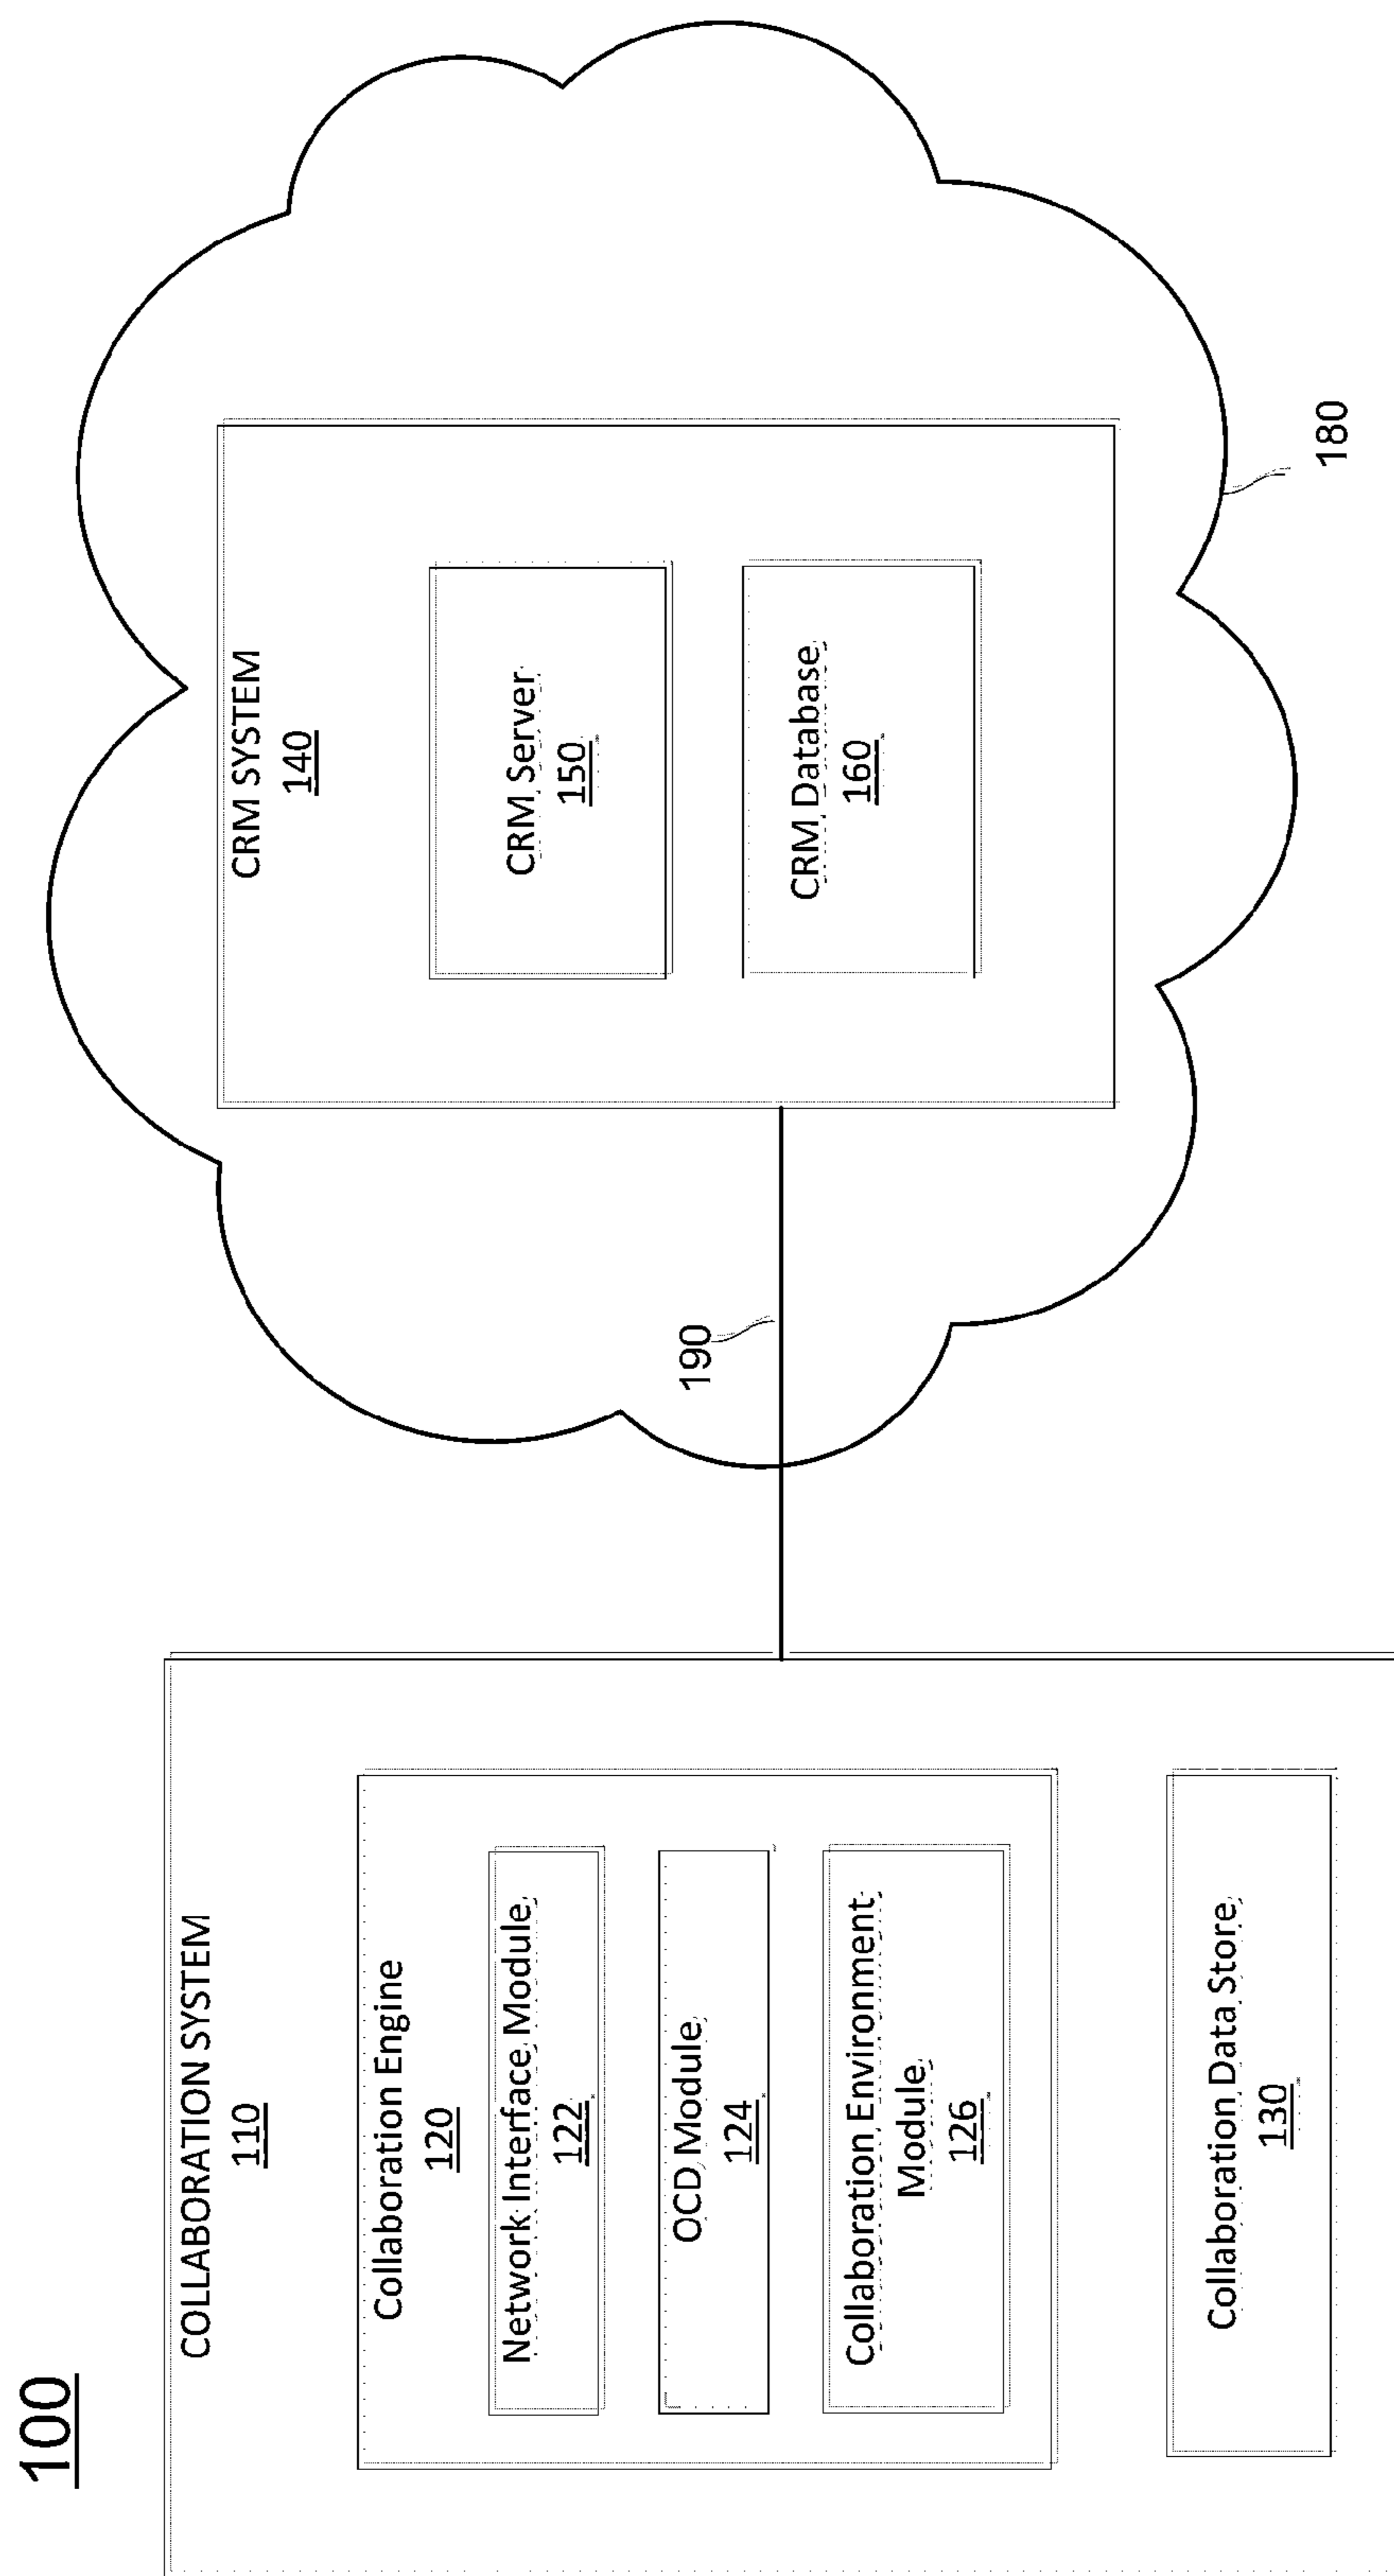 100
COLLABORATION SYSTEM
110
Collaboration Engine
120
Network Interface Module
122
OCD Module
124
Collaboration Environment
Module
126
Collaboration Data Store
130
190
CRM SYSTEM
140
CRM Server
150
CRM Database
160
180